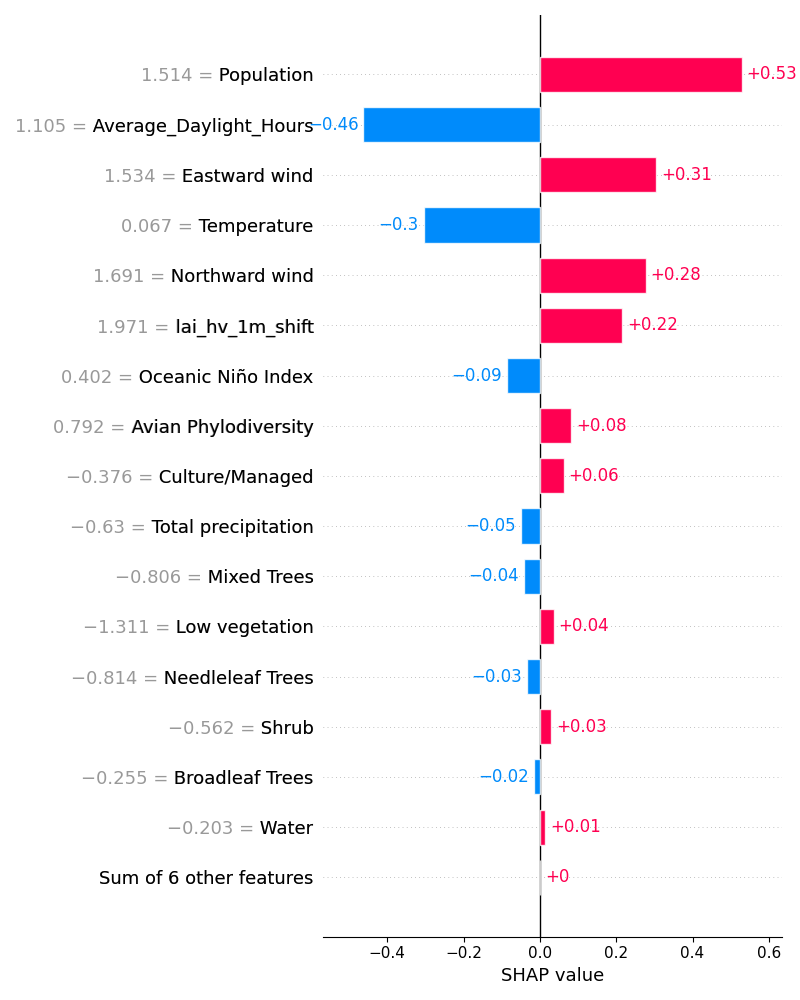 1.514 = Population +0.53
1.105 = Average_Daylight_Hours −0.46
1.534 = Eastward wind +0.31
0.067 = Temperature −0.3
1.691 = Northward wind +0.28
1.971 = lai_hv_1m_shift +0.22
0.402 = Oceanic Niño Index −0.09
0.792 = Avian Phylodiversity +0.08
−0.376 = Culture/Managed +0.06
−0.63 = Total precipitation −0.05
−0.806 = Mixed Trees −0.04
−1.311 = Low vegetation +0.04
−0.814 = Needleleaf Trees −0.03
−0.562 = Shrub +0.03
−0.255 = Broadleaf Trees −0.02
−0.203 = Water +0.01
Sum of 6 other features +0
−0.4 −0.2 0.0 0.2 0.4 0.6
SHAP value